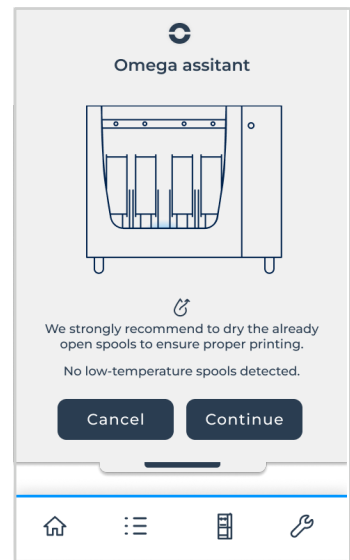 Omega assitant
We strongly recommend to dry the already
open spools to ensure proper printing.
No low-temperature spools detected.
Cancel
Continue